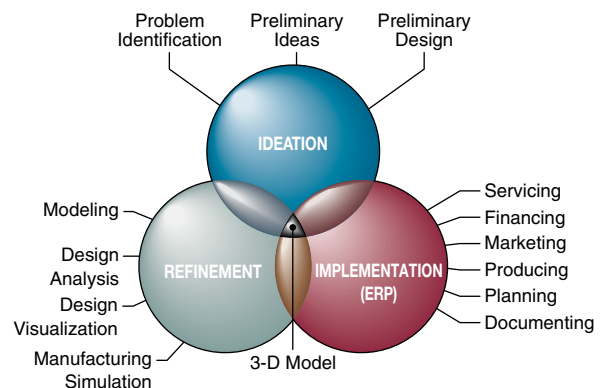 Problem
Identification
Preliminary
Ideas
Preliminary
Design
IDEATION
Modeling
Design
Analysis
Design
Visualization
Manufacturing
Simulation
REFINEMENT
IMPLEMENTATION
(ERP)
Servicing
Financing
Marketing
Producing
Planning
Documenting
3-D Model